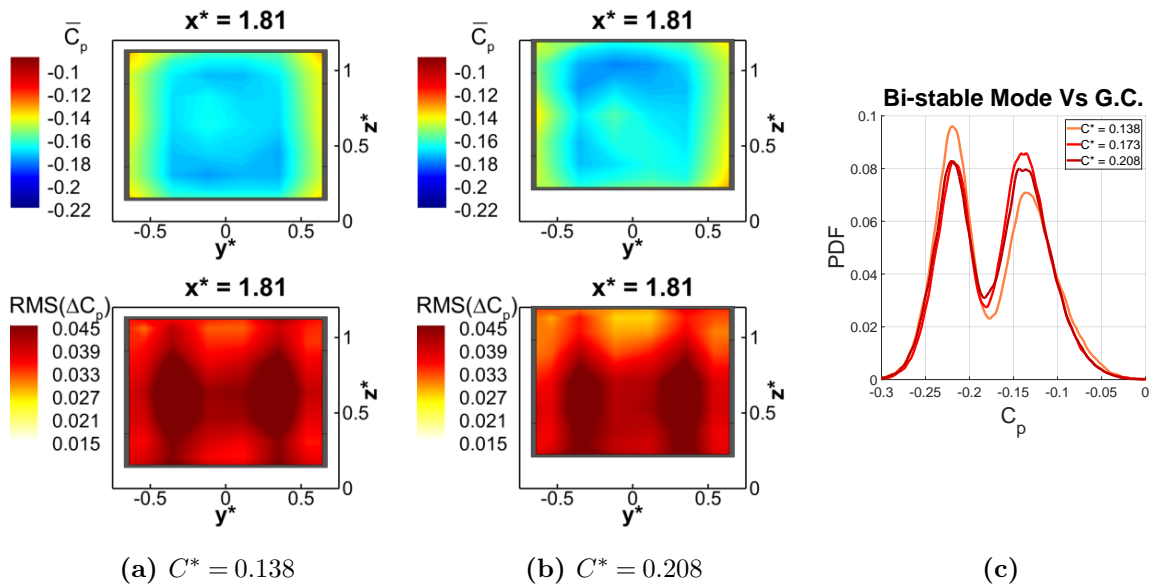 C̅p
x* = 1.81
-0.1
-0.12
-0.14
-0.16
-0.18
-0.2
-0.22
1
0.5
0
z*
-0.5 0 0.5
y*
C̅p
x* = 1.81
-0.1
-0.12
-0.14
-0.16
-0.18
-0.2
-0.22
1
0.5
0
z*
-0.5 0 0.5
y*
RMS(ΔCp)
x* = 1.81
0.045
0.039
0.033
0.027
0.021
0.015
1
0.5
0
z*
-0.5 0 0.5
y*
RMS(ΔCp)
x* = 1.81
0.045
0.039
0.033
0.027
0.021
0.015
1
0.5
0
z*
-0.5 0 0.5
y*
Bi-stable Mode Vs G.C.
C* = 0.138
C* = 0.173
C* = 0.208
0.1
0.08
0.06
0.04
0.02
0
PDF
-0.3 -0.25 -0.2 -0.15 -0.1 -0.05 0
Cp
(a) C* = 0.138
(b) C* = 0.208
(c)